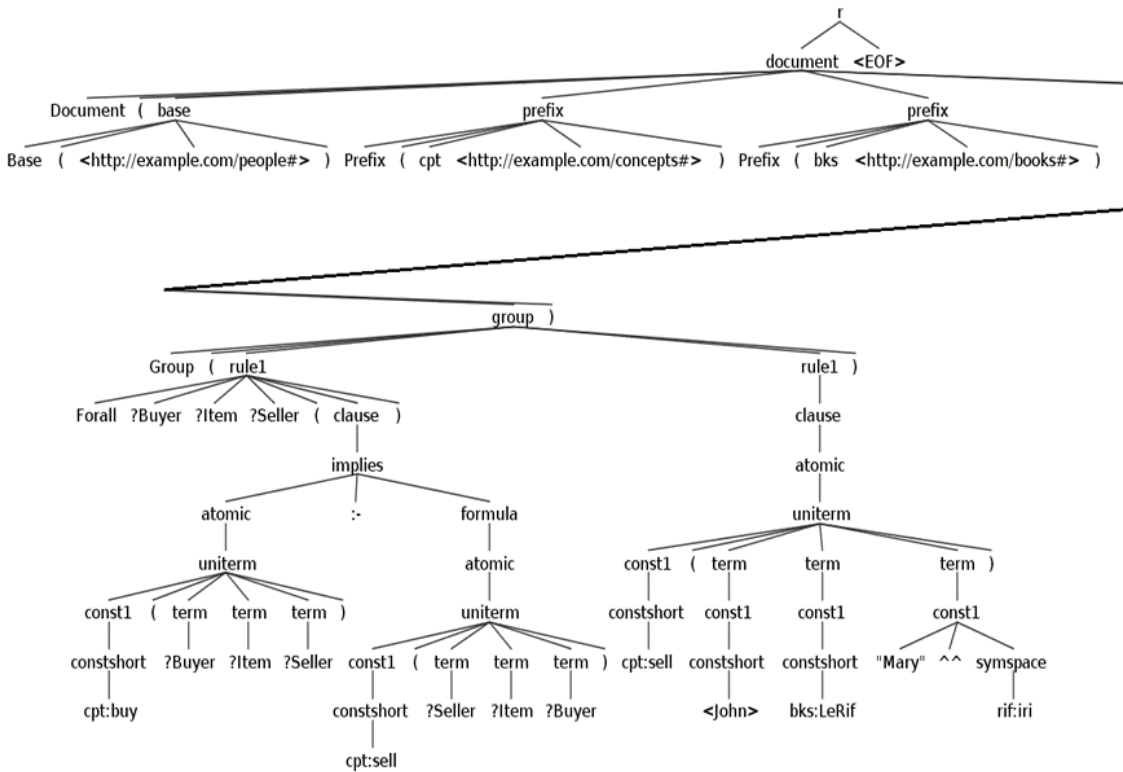 r
document <EOF>
Document ( base prefix prefix
Base ( <http://example.com/people#> ) Prefix ( cpt <http://example.com/concepts#> ) Prefix ( bks <http://example.com/books#> )
group )
Group ( rule1 rule1 )
Forall ?Buyer ?Item ?Seller ( clause ) clause
implies atomic
atomic :- formula uniterm
uniterm atomic const1 ( term term term )
const1 ( term term term ) uniterm constshort const1 const1 const1
constshort ?Buyer ?Item ?Seller const1 ( term term term ) cpt:sell constshort constshort "Mary" ^^ symspace
cpt:buy constshort ?Seller ?Item ?Buyer <John> bks:LeRif rif:iri
cpt:sell